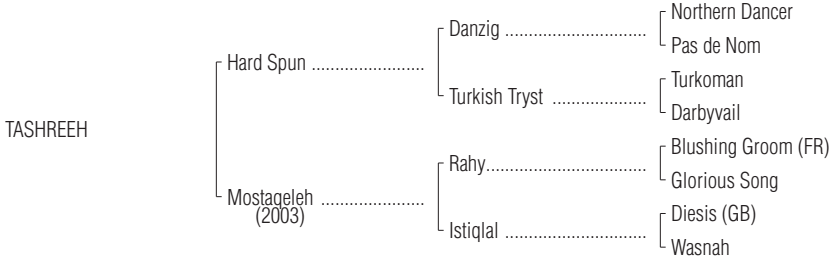 Northern Dancer
Danzig ..............................
Pas de Nom
Hard Spun ........................
Turkoman
Turkish Tryst ....................
Darbyvail
TASHREEH
Blushing Groom (FR)
Rahy..................................
Glorious Song
Mostaqeleh ......................
(2003)
Diesis (GB)
Istiqlal ..............................
Wasnah